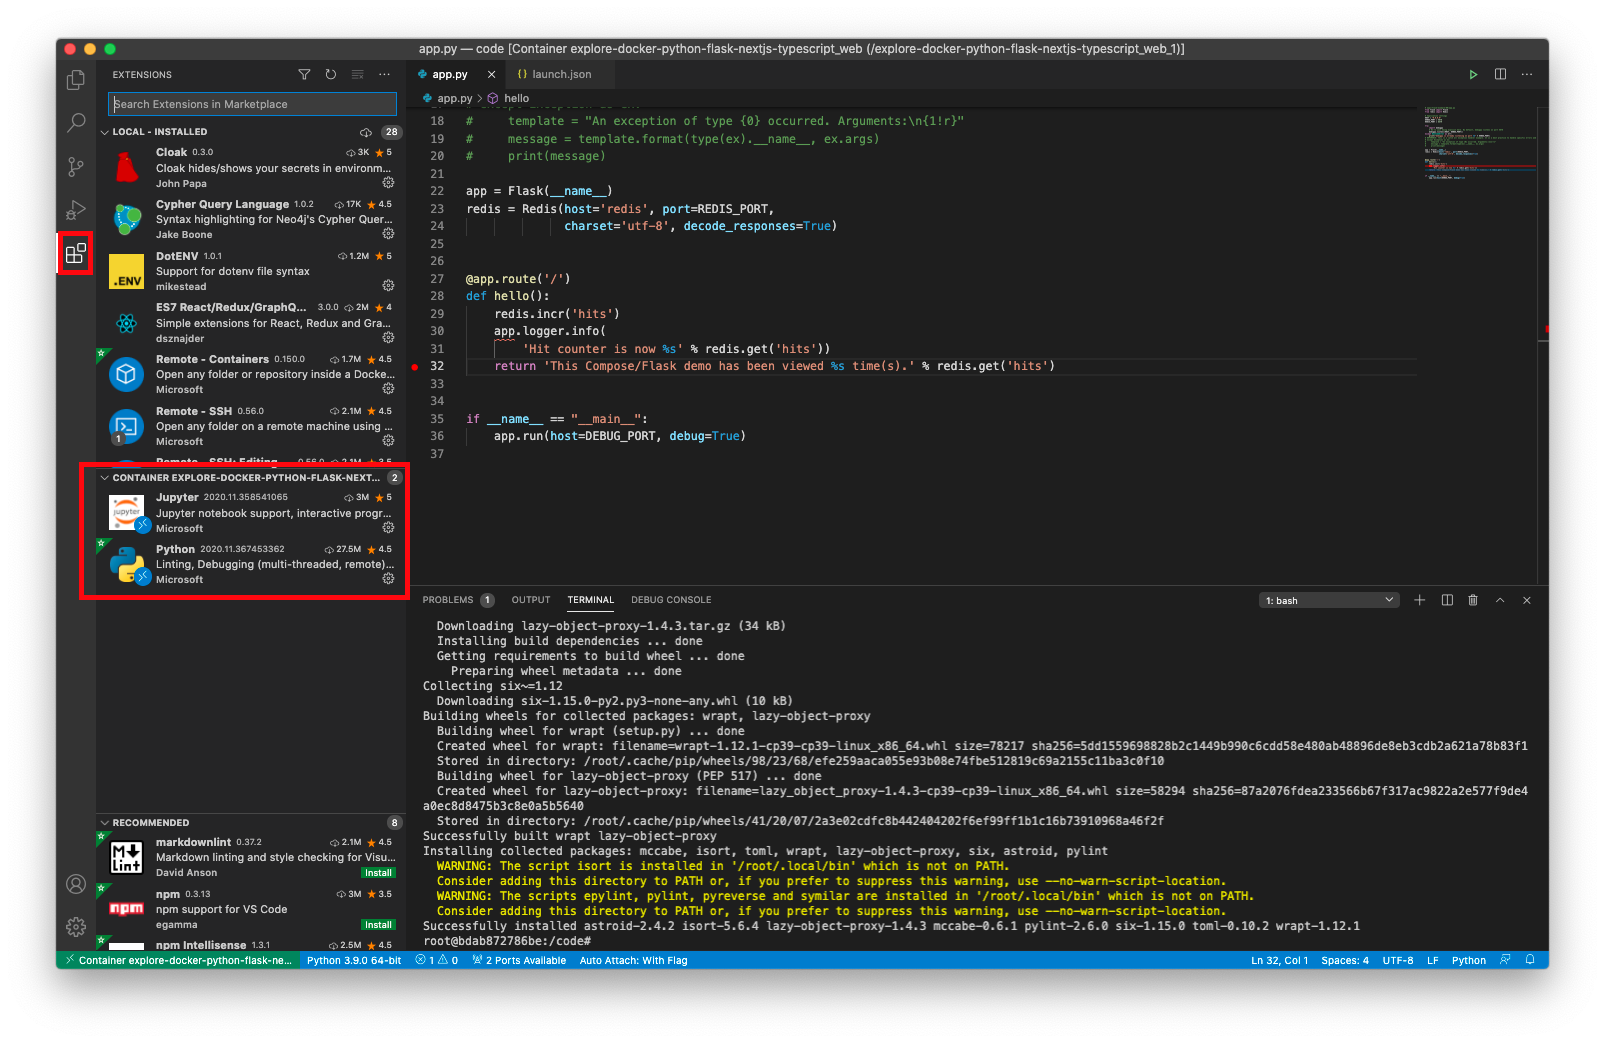 app.py — code [Container explore-docker-python-flask-nextjs-typescript_web (/explore-docker-python-flask-nextjs-typescript_web_1)]
EXTENSIONS
Search Extensions in Marketplace
LOCAL - INSTALLED 28
Cloak 0.3.0 3K 5
Cloak hides/shows your secrets in environm...
John Papa
Cypher Query Language 1.0.2 17K 4.5
Syntax highlighting for Neo4j's Cypher Quer...
Jake Boone
.ENV
DotENV 1.0.1 1.2M 5
Support for dotenv file syntax
mikestead
ES7 React/Redux/GraphQ... 3.0.0 2M 4
Simple extensions for React, Redux and Gra...
dsznajder
Remote - Containers 0.150.0 1.7M 4.5
Open any folder or repository inside a Docke...
Microsoft
Remote - SSH 0.56.0 2.1M 4.5
Open any folder on a remote machine using ...
1
Microsoft
Remote - SSH: Editing 0.56.0 2.1M 3.5
CONTAINER EXPLORE-DOCKER-PYTHON-FLASK-NEXT... 2
jupyter
Jupyter 2020.11.358541065 3M 5
Jupyter notebook support, interactive progr...
Microsoft
Python 2020.11.367453362 27.5M 4.5
Linting, Debugging (multi-threaded, remote)...
Microsoft
RECOMMENDED 8
M lint
markdownlint 0.37.2 2.1M 4.5
Markdown linting and style checking for Visu...
David Anson Install
npm
npm 0.3.13 3M 3.5
npm support for VS Code
egamma Install
npm Intellisense 1.3.1 2.5M 4.5
app.py {} launch.json
app.py > hello
18 #     template = "An exception of type {0} occurred. Arguments:\n{1!r}"
19 #     message = template.format(type(ex).__name__, ex.args)
20 #     print(message)
21
22 app = Flask(__name__)
23 redis = Redis(host='redis', port=REDIS_PORT,
24               charset='utf-8', decode_responses=True)
25
26
27 @app.route('/')
28 def hello():
29     redis.incr('hits')
30     app.logger.info(
31         'Hit counter is now %s' % redis.get('hits'))
32     return 'This Compose/Flask demo has been viewed %s time(s).' % redis.get('hits')
33
34
35 if __name__ == "__main__":
36     app.run(host=DEBUG_PORT, debug=True)
37
PROBLEMS 1 OUTPUT TERMINAL DEBUG CONSOLE 1: bash
Downloading lazy-object-proxy-1.4.3.tar.gz (34 kB)
Installing build dependencies ... done
Getting requirements to build wheel ... done
Preparing wheel metadata ... done
Collecting six~=1.12
Downloading six-1.15.0-py2.py3-none-any.whl (10 kB)
Building wheels for collected packages: wrapt, lazy-object-proxy
Building wheel for wrapt (setup.py) ... done
Created wheel for wrapt: filename=wrapt-1.12.1-cp39-cp39-linux_x86_64.whl size=78217 sha256=5dd1559698828b2c1449b990c6cdd58e480ab48896de8eb3cdb2a621a78b83f1
Stored in directory: /root/.cache/pip/wheels/98/23/68/efe259aaca055e93b08e74fbe512819c69a2155c11ba3c0f10
Building wheel for lazy-object-proxy (PEP 517) ... done
Created wheel for lazy-object-proxy: filename=lazy_object_proxy-1.4.3-cp39-cp39-linux_x86_64.whl size=58294 sha256=87a2076fdea233566b67f317ac9822a2e577f9de4
a0ec8d8475b3c8e0a5b5640
Stored in directory: /root/.cache/pip/wheels/41/20/07/2a3e02cdfc8b442404202f6ef99ff1b1c16b73910968a46f2f
Successfully built wrapt lazy-object-proxy
Installing collected packages: mccabe, isort, toml, wrapt, lazy-object-proxy, six, astroid, pylint
WARNING: The script isort is installed in '/root/.local/bin' which is not on PATH.
Consider adding this directory to PATH or, if you prefer to suppress this warning, use --no-warn-script-location.
WARNING: The scripts epylint, pylint, pyreverse and symilar are installed in '/root/.local/bin' which is not on PATH.
Consider adding this directory to PATH or, if you prefer to suppress this warning, use --no-warn-script-location.
Successfully installed astroid-2.4.2 isort-5.6.4 lazy-object-proxy-1.4.3 mccabe-0.6.1 pylint-2.6.0 six-1.15.0 toml-0.10.2 wrapt-1.12.1
root@bdab872786be:/code#
Container explore-docker-python-flask-ne... Python 3.9.0 64-bit 1 0 2 Ports Available Auto Attach: With Flag Ln 32, Col 1 Spaces: 4 UTF-8 LF Python